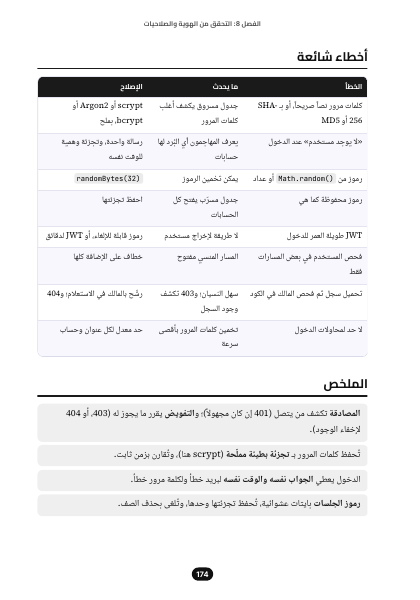 الفصل 8: التحقق من الهوية والصلاحيات
أخطاء شائعة
الخطأ ما يحدث الإصلاح
كلمات مرور نصاً صريحاً، أو بـ SHA- جدول مسروق يكشف أغلب scrypt أو Argon2 أو
256 أو MD5 كلمات المرور bcrypt، بملح
«لا يوجد مستخدم» عند الدخول يعرف المهاجمون أي البُرد لها رسالة واحدة، وتجزئة وهمية
حسابات للوقت نفسه
رموز من Math.random() أو عداد يمكن تخمين الرموز randomBytes(32)
رموز محفوظة كما هي جدول مسرّب يفتح كل احفظ تجزئتها
الحسابات
JWT طويلة العمر للدخول لا طريقة لإخراج مستخدم رموز قابلة للإلغاء، أو JWT لدقائق
فحص المستخدم في بعض المسارات المسار المنسي مفتوح خطاف على الإضافة كلها
فقط
تحميل سجل ثم فحص المالك في الكود سهل النسيان؛ و403 تكشف رشّح بالمالك في الاستعلام؛ و404
وجود السجل
لا حد لمحاولات الدخول تخمين كلمات المرور بأقصى حد معدل لكل عنوان وحساب
سرعة
الملخص
المصادقة تكشف من يتصل (401 إن كان مجهولاً)؛ والتفويض يقرر ما يجوز له (403، أو 404
لإخفاء الوجود).
تُحفظ كلمات المرور بـ تجزئة بطيئة مملّحة (scrypt هنا)، وتُقارن بزمن ثابت.
الدخول يعطي الجواب نفسه والوقت نفسه لبريد خطأ ولكلمة مرور خطأ.
رموز الجلسات بايتات عشوائية، تُحفظ تجزئتها وحدها، وتُلغى بحذف الصف.
174